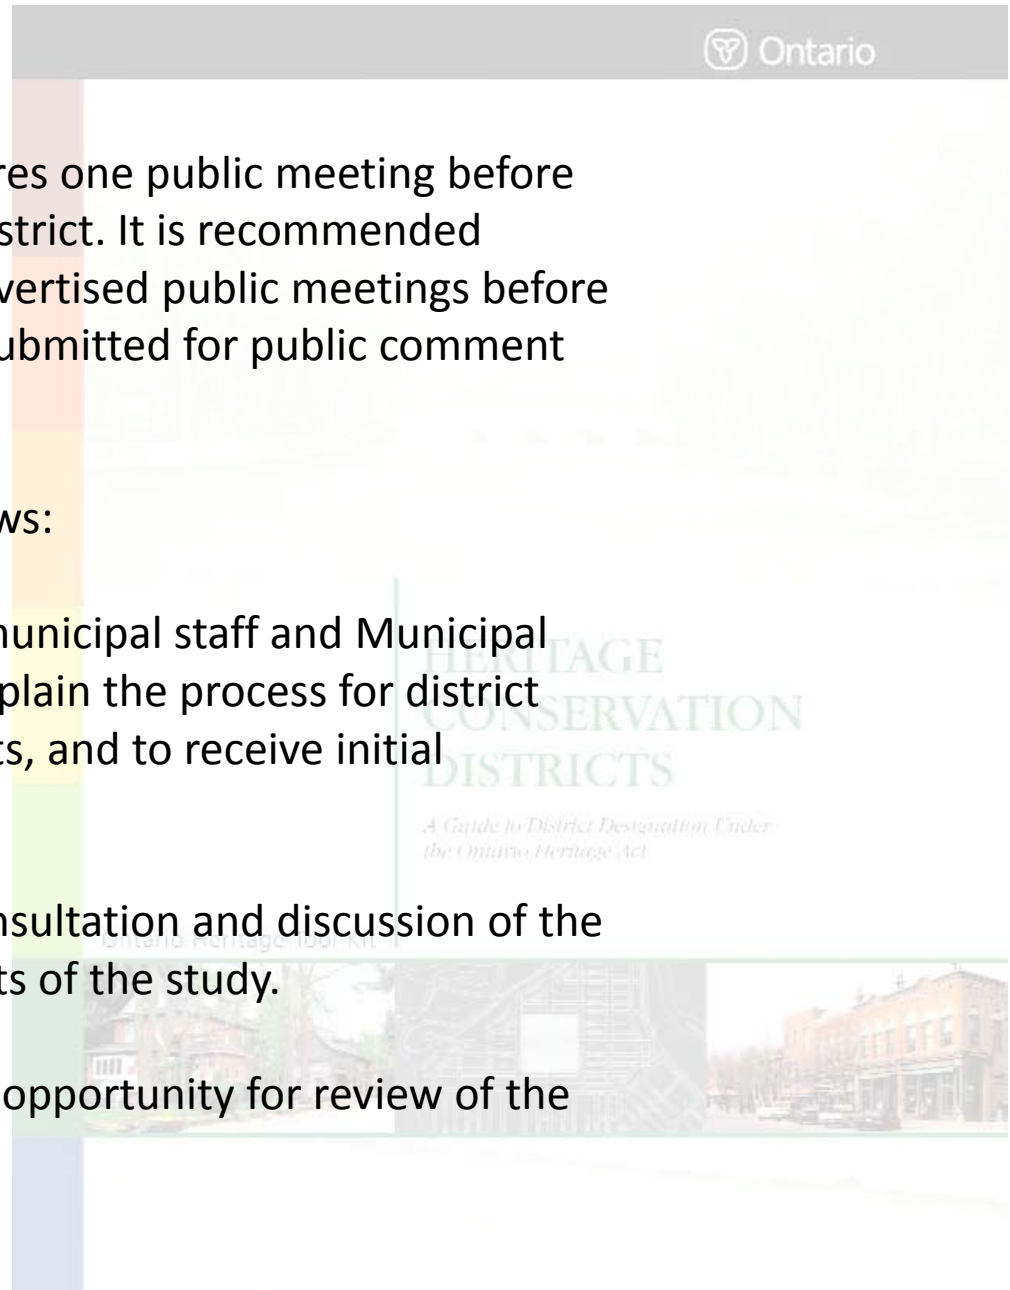 Ontario
res one public meeting before
strict. It is recommended
vertised public meetings before
ubmitted for public comment
ws:
nunicipal staff and Municipal
plain the process for district
ts, and to receive initial
HERITAGE
CONSERVATION
DISTRICTS
A Guide to District Designation Under
the Ontario Heritage Act
nsultation and discussion of the
Ontario Heritage Tool Kit
ts of the study.
opportunity for review of the